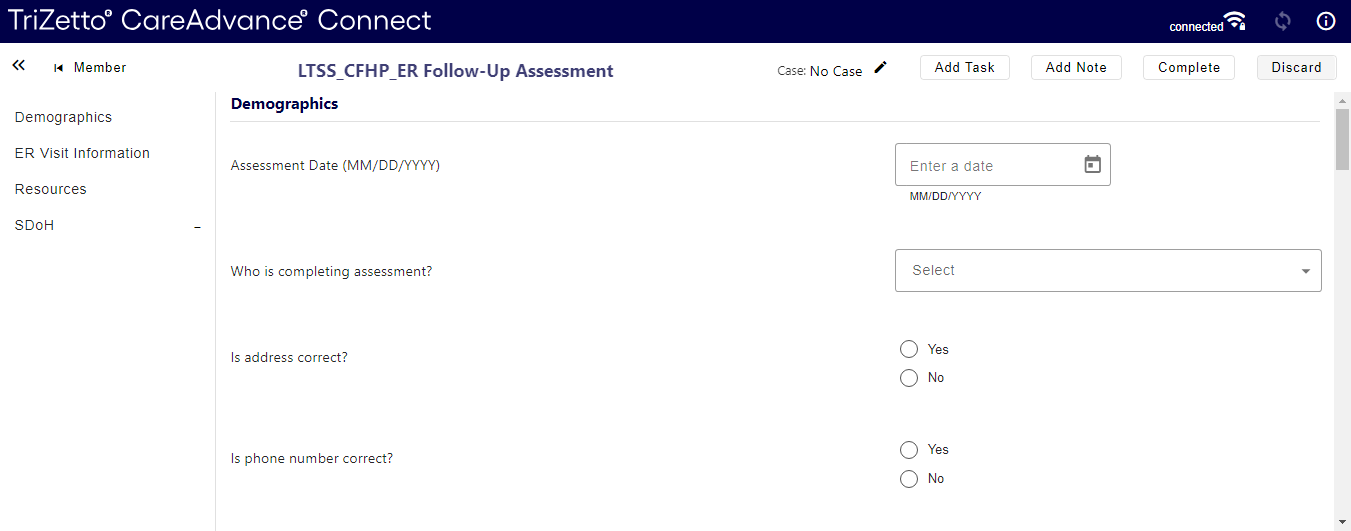 TriZetto® CareAdvance® Connect
connected
Member
LTSS_CFHP_ER Follow-Up Assessment
Case: No Case
Add Task
Add Note
Complete
Discard
Demographics
ER Visit Information
Resources
SDoH
Demographics
Assessment Date (MM/DD/YYYY)
Enter a date
MM/DD/YYYY
Who is completing assessment?
Select
Is address correct?
Yes
No
Is phone number correct?
Yes
No